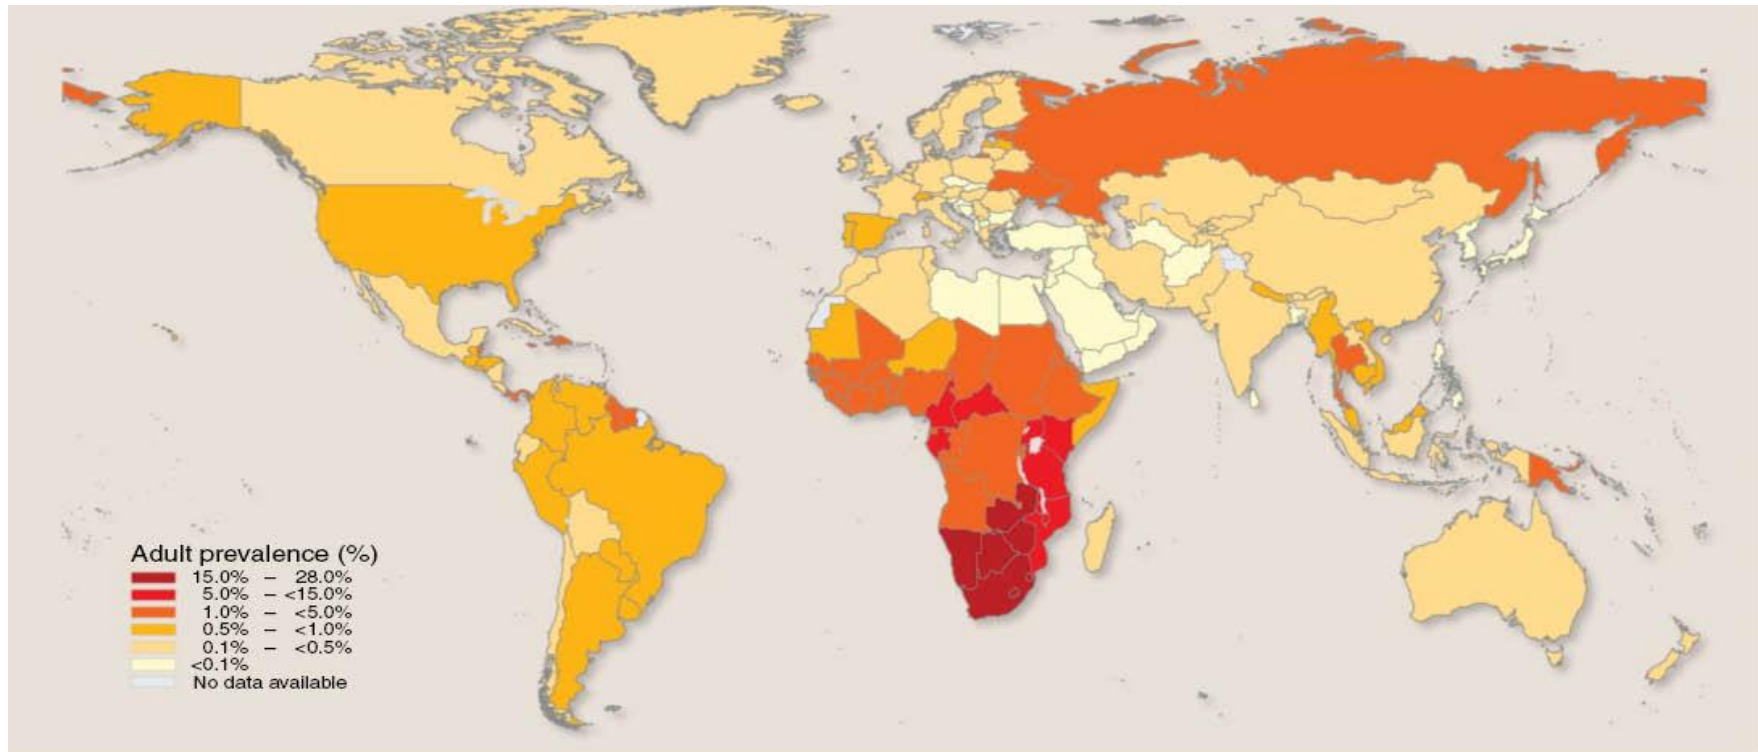 Adult prevalence (%)
15.0% – 28.0%
5.0% – <15.0%
1.0% – <5.0%
0.5% – <1.0%
0.1% – <0.5%
<0.1%
No data available